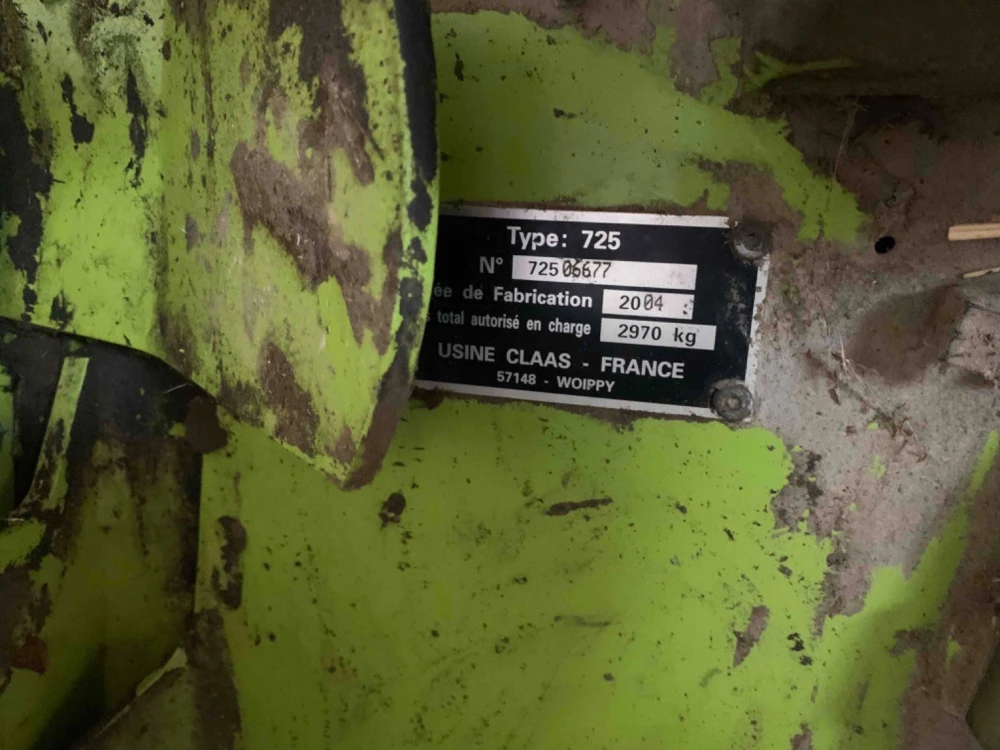 Type: 725
N° 72506677
ée de Fabrication 2004
total autorisé en charge 2970 kg
USINE CLAAS - FRANCE
57148 - WOIPPY